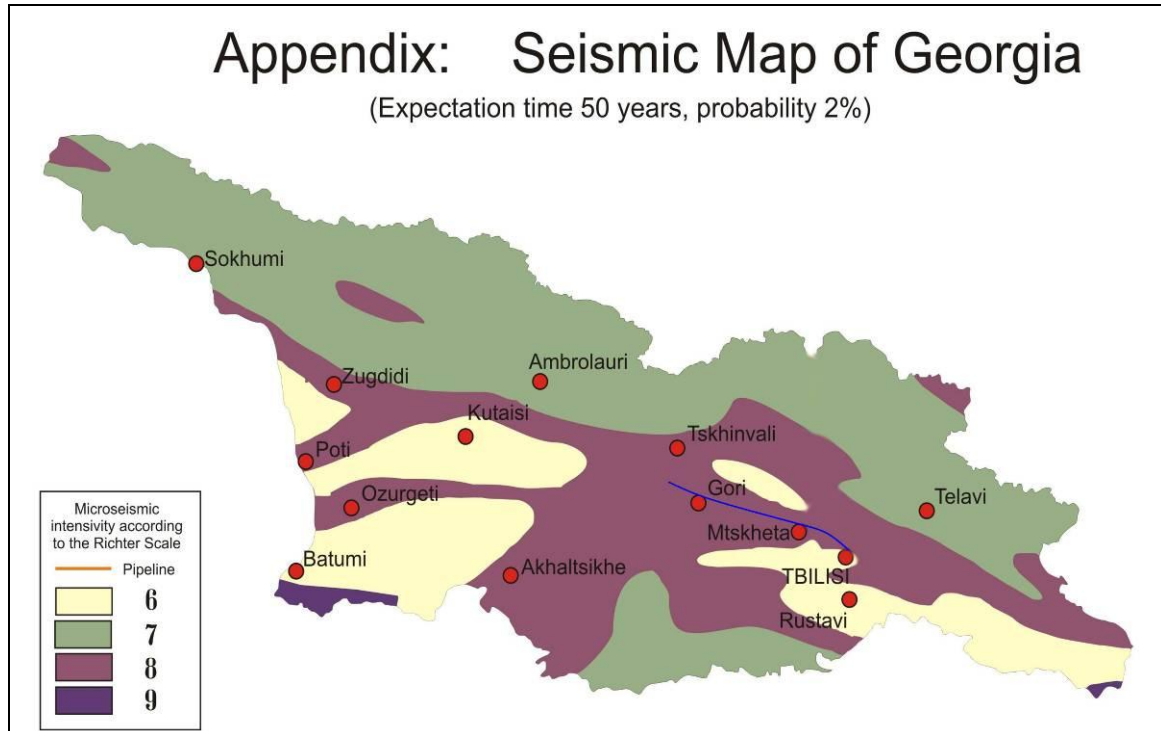 Appendix: Seismic Map of Georgia
(Expectation time 50 years, probability 2%)
Sokhumi
Ambrolauri
Zugdidi
Kutaisi
Tskhinvali
Poti
Gori
Telavi
Ozurgeti
Mtskheta
Batumi
Akhaltsikhe
TBILISI
Rustavi
Microseismic
intensivity according
to the Richter Scale
Pipeline
6
7
8
9